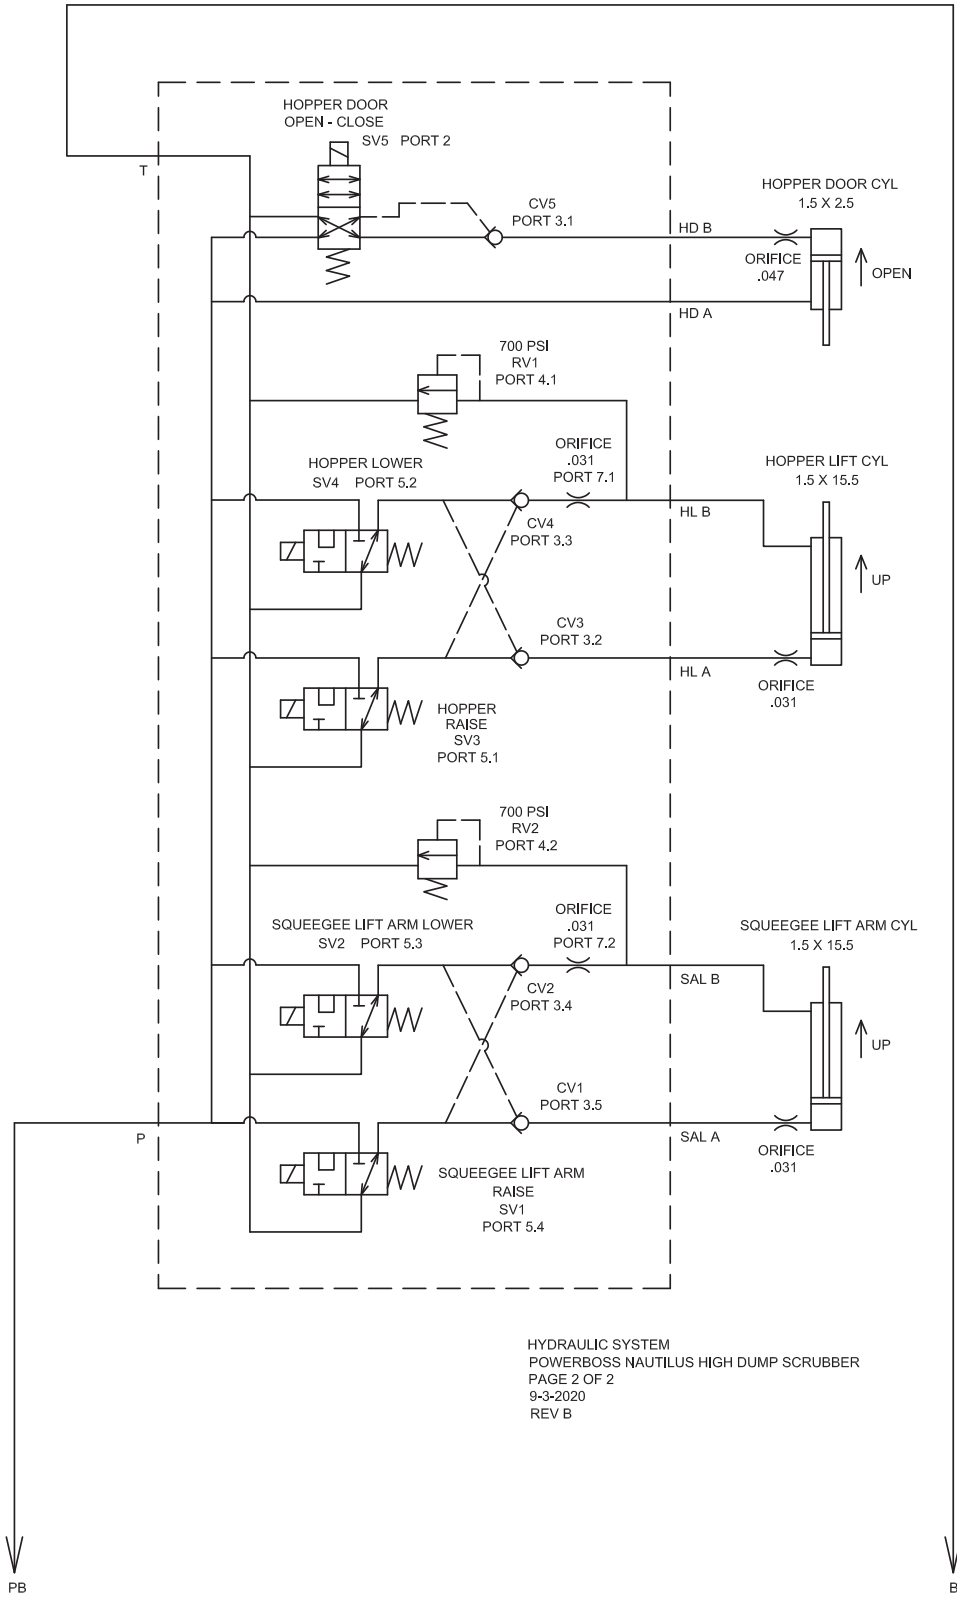 HOPPER DOOR
OPEN - CLOSE
SV5 PORT 2
T
CV5
PORT 3.1
HD B
HOPPER DOOR CYL
1.5 X 2.5
ORIFICE
.047
OPEN
HD A
700 PSI
RV1
PORT 4.1
HOPPER LOWER
SV4 PORT 5.2
ORIFICE
.031
PORT 7.1
HOPPER LIFT CYL
1.5 X 15.5
HL B
CV4
PORT 3.3
UP
CV3
PORT 3.2
HL A
ORIFICE
.031
HOPPER
RAISE
SV3
PORT 5.1
700 PSI
RV2
PORT 4.2
SQUEEGEE LIFT ARM LOWER
SV2 PORT 5.3
ORIFICE
.031
PORT 7.2
SQUEEGEE LIFT ARM CYL
1.5 X 15.5
SAL B
CV2
PORT 3.4
UP
CV1
PORT 3.5
P
SAL A
ORIFICE
.031
SQUEEGEE LIFT ARM
RAISE
SV1
PORT 5.4
HYDRAULIC SYSTEM
POWERBOSS NAUTILUS HIGH DUMP SCRUBBER
PAGE 2 OF 2
9-3-2020
REV B
PB
B